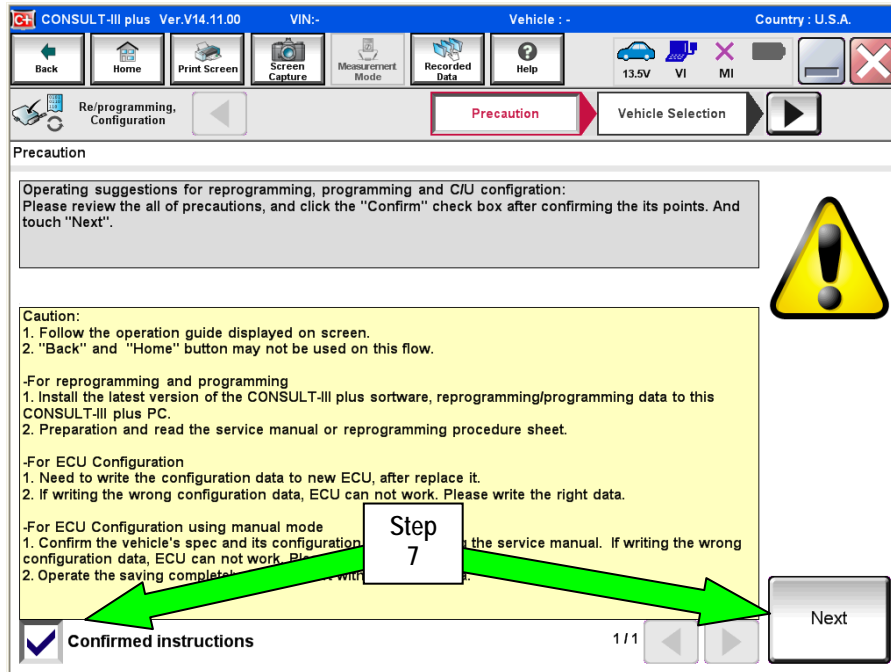 CONSULT-III plus Ver.V14.11.00 VIN:- Vehicle : - Country : U.S.A.
Back Home Print Screen Screen Capture Measurement Mode Recorded Data Help 13.5V VI MI
Re/programming, Configuration Precaution Vehicle Selection
Precaution
Operating suggestions for reprogramming, programming and C/U configration:
Please review the all of precautions, and click the "Confirm" check box after confirming the its points. And
touch "Next".
Caution:
1. Follow the operation guide displayed on screen.
2. "Back" and "Home" button may not be used on this flow.
-For reprogramming and programming
1. Install the latest version of the CONSULT-III plus sortware, reprogramming/programming data to this
CONSULT-III plus PC.
2. Preparation and read the service manual or reprogramming procedure sheet.
-For ECU Configuration
1. Need to write the configuration data to new ECU, after replace it.
2. If writing the wrong configuration data, ECU can not work. Please write the right data.
-For ECU Configuration using manual mode
1. Confirm the vehicle's spec and its configuration the service manual. If writing the wrong
configuration data, ECU can not work.
2. Operate the saving
Step
7
Confirmed instructions 1/1
Next